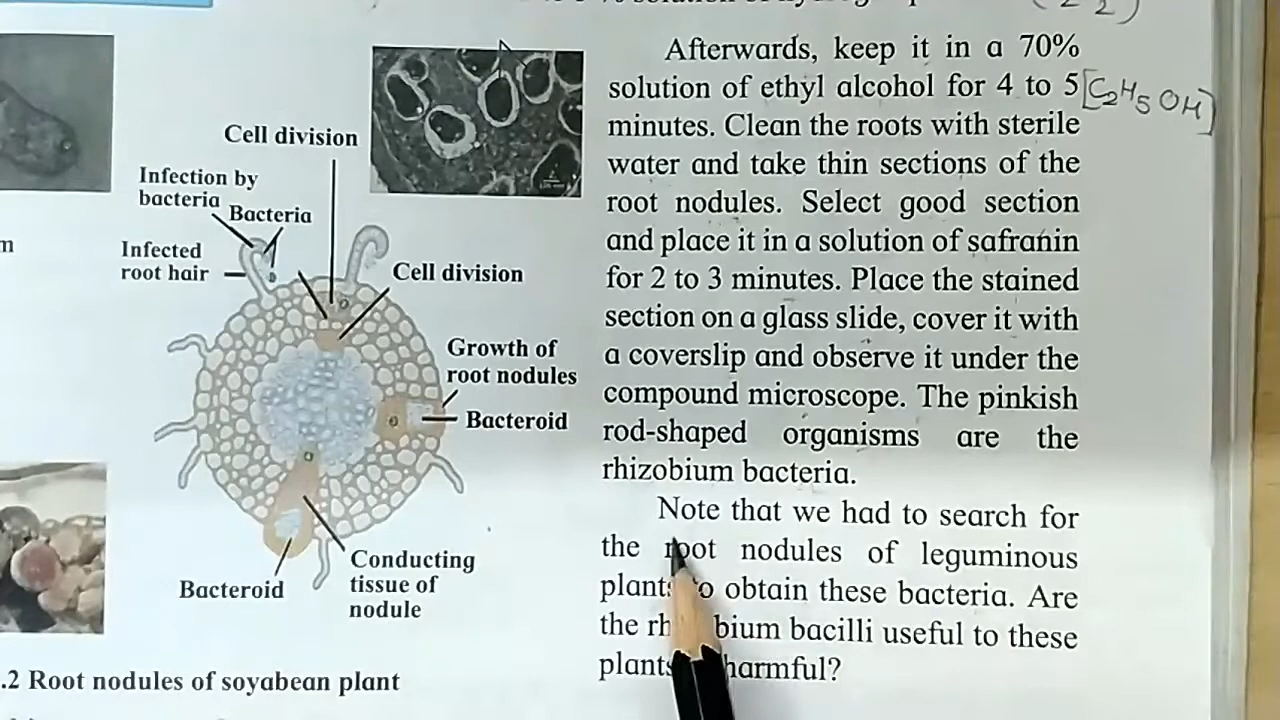 Cell division
Infection by
bacteria
Bacteria
Infected
root hair
Cell division
Growth of
root nodules
Bacteroid
Conducting
tissue of
nodule
Bacteroid
.2 Root nodules of soyabean plant
Afterwards, keep it in a 70%
solution of ethyl alcohol for 4 to 5 [C2H5OH]
minutes. Clean the roots with sterile
water and take thin sections of the
root nodules. Select good section
and place it in a solution of safranin
for 2 to 3 minutes. Place the stained
section on a glass slide, cover it with
a coverslip and observe it under the
compound microscope. The pinkish
rod-shaped organisms are the
rhizobium bacteria.
Note that we had to search for
the root nodules of leguminous
plants to obtain these bacteria. Are
the rh bium bacilli useful to these
plants harmful?